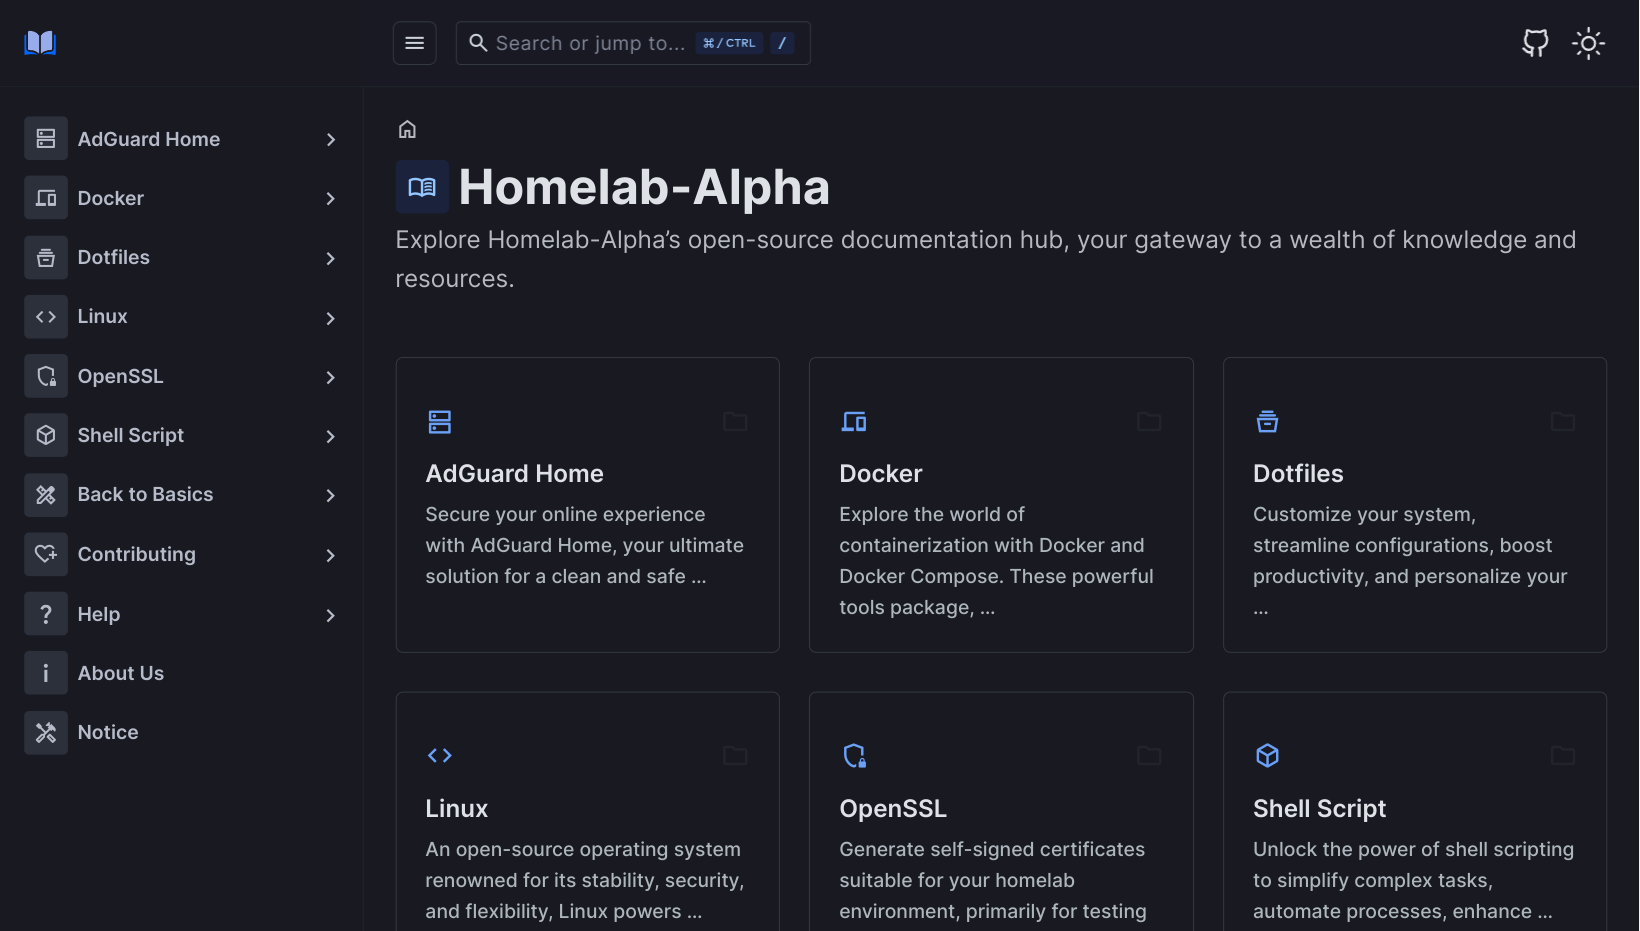 Search or jump to... ⌘/CTRL /
AdGuard Home
Docker
Dotfiles
Linux
OpenSSL
Shell Script
Back to Basics
Contributing
Help
About Us
Notice
Homelab-Alpha
Explore Homelab-Alpha’s open-source documentation hub, your gateway to a wealth of knowledge and
resources.
AdGuard Home
Secure your online experience
with AdGuard Home, your ultimate
solution for a clean and safe ...
Docker
Explore the world of
containerization with Docker and
Docker Compose. These powerful
tools package, ...
Dotfiles
Customize your system,
streamline configurations, boost
productivity, and personalize your
...
Linux
An open-source operating system
renowned for its stability, security,
and flexibility, Linux powers ...
OpenSSL
Generate self-signed certificates
suitable for your homelab
environment, primarily for testing
Shell Script
Unlock the power of shell scripting
to simplify complex tasks,
automate processes, enhance ...